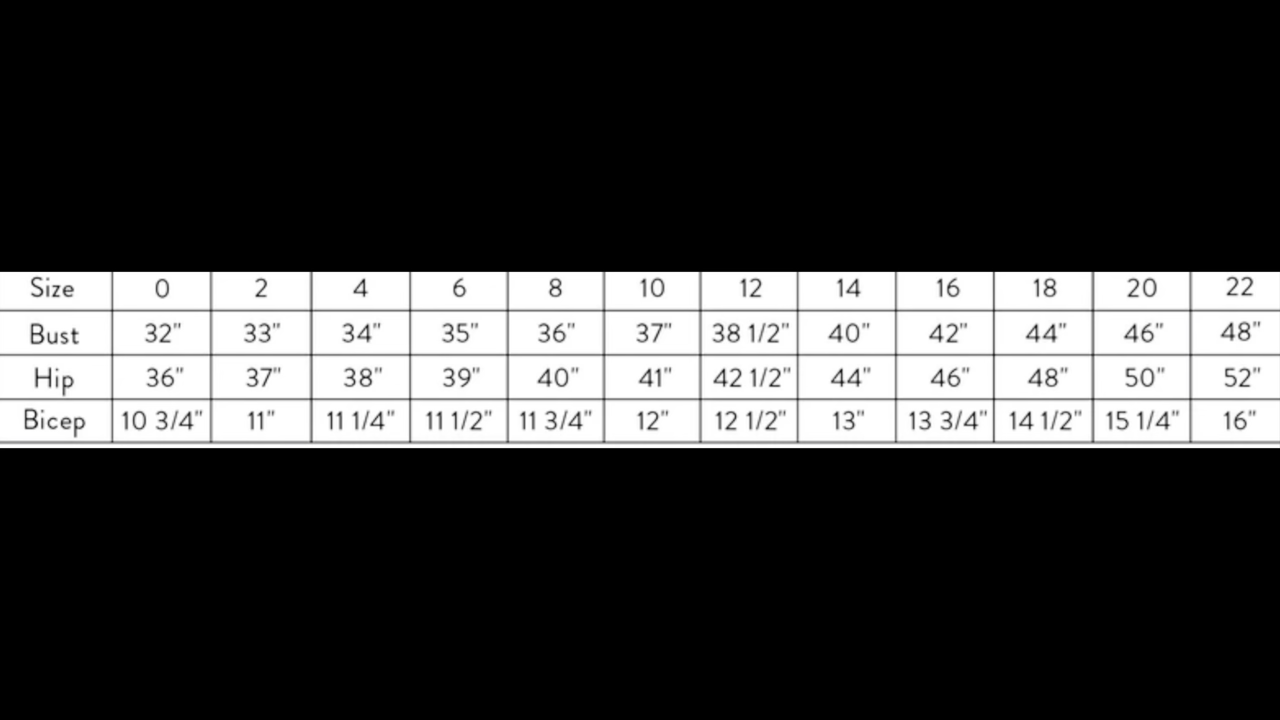 Size 0 2 4 6 8 10 12 14 16 18 20 22
Bust 32" 33" 34" 35" 36" 37" 38 1/2" 40" 42" 44" 46" 48"
Hip 36" 37" 38" 39" 40" 41" 42 1/2" 44" 46" 48" 50" 52"
Bicep 10 3/4" 11" 11 1/4" 11 1/2" 11 3/4" 12" 12 1/2" 13" 13 3/4" 14 1/2" 15 1/4" 16"